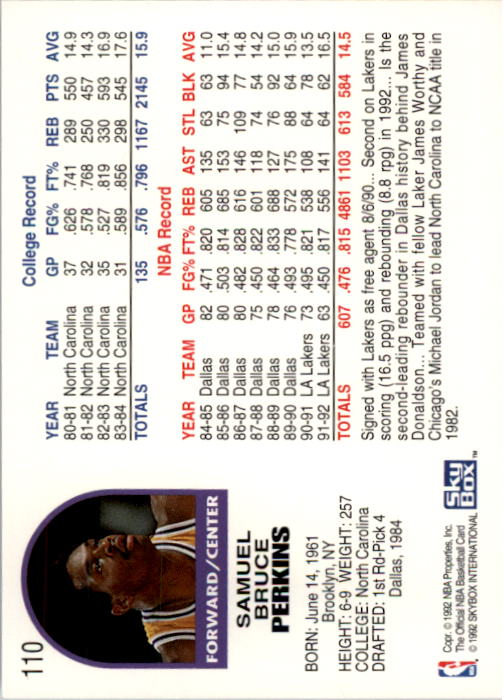 110
FORWARD/CENTER
SAMUEL
BRUCE
PERKINS
BORN: June 14, 1961
Brooklyn, NY
HEIGHT: 6-9 WEIGHT: 257
COLLEGE: North Carolina
DRAFTED: 1st Rd-Pick 4
Dallas, 1984
Copr. © 1992 NBA Properties, Inc.
The Official NBA Basketball Card
© 1992 SKYBOX INTERNATIONAL
SKYBOX™
College Record
YEAR TEAM GP FG% FT% REB PTS AVG
80-81 North Carolina 37 .626 .741 289 550 14.9
81-82 North Carolina 32 .578 .768 250 457 14.3
82-83 North Carolina 35 .527 .819 330 593 16.9
83-84 North Carolina 31 .589 .856 298 545 17.6
TOTALS 135 .576 .796 1167 2145 15.9
NBA Record
YEAR TEAM GP FG% FT% REB AST STL BLK AVG
84-85 Dallas 82 .471 .820 605 135 63 63 11.0
85-86 Dallas 80 .503 .814 685 153 75 94 15.4
86-87 Dallas 80 .482 .828 616 146 109 77 14.8
87-88 Dallas 75 .450 .822 601 118 74 54 14.2
88-89 Dallas 78 .464 .833 688 127 76 92 15.0
89-90 Dallas 76 .493 .778 572 175 88 64 15.9
90-91 LA Lakers 73 .495 .821 538 108 64 78 13.5
91-92 LA Lakers 63 .450 .817 556 141 64 62 16.5
TOTALS 607 .476 .815 4861 1103 613 584 14.5
Signed with Lakers as free agent 8/6/90... Second on Lakers in
scoring (16.5 ppg) and rebounding (8.8 rpg) in 1992... Is the
second-leading rebounder in Dallas history behind James
Donaldson... Teamed with fellow Laker James Worthy and
Chicago's Michael Jordan to lead North Carolina to NCAA title in
1982.